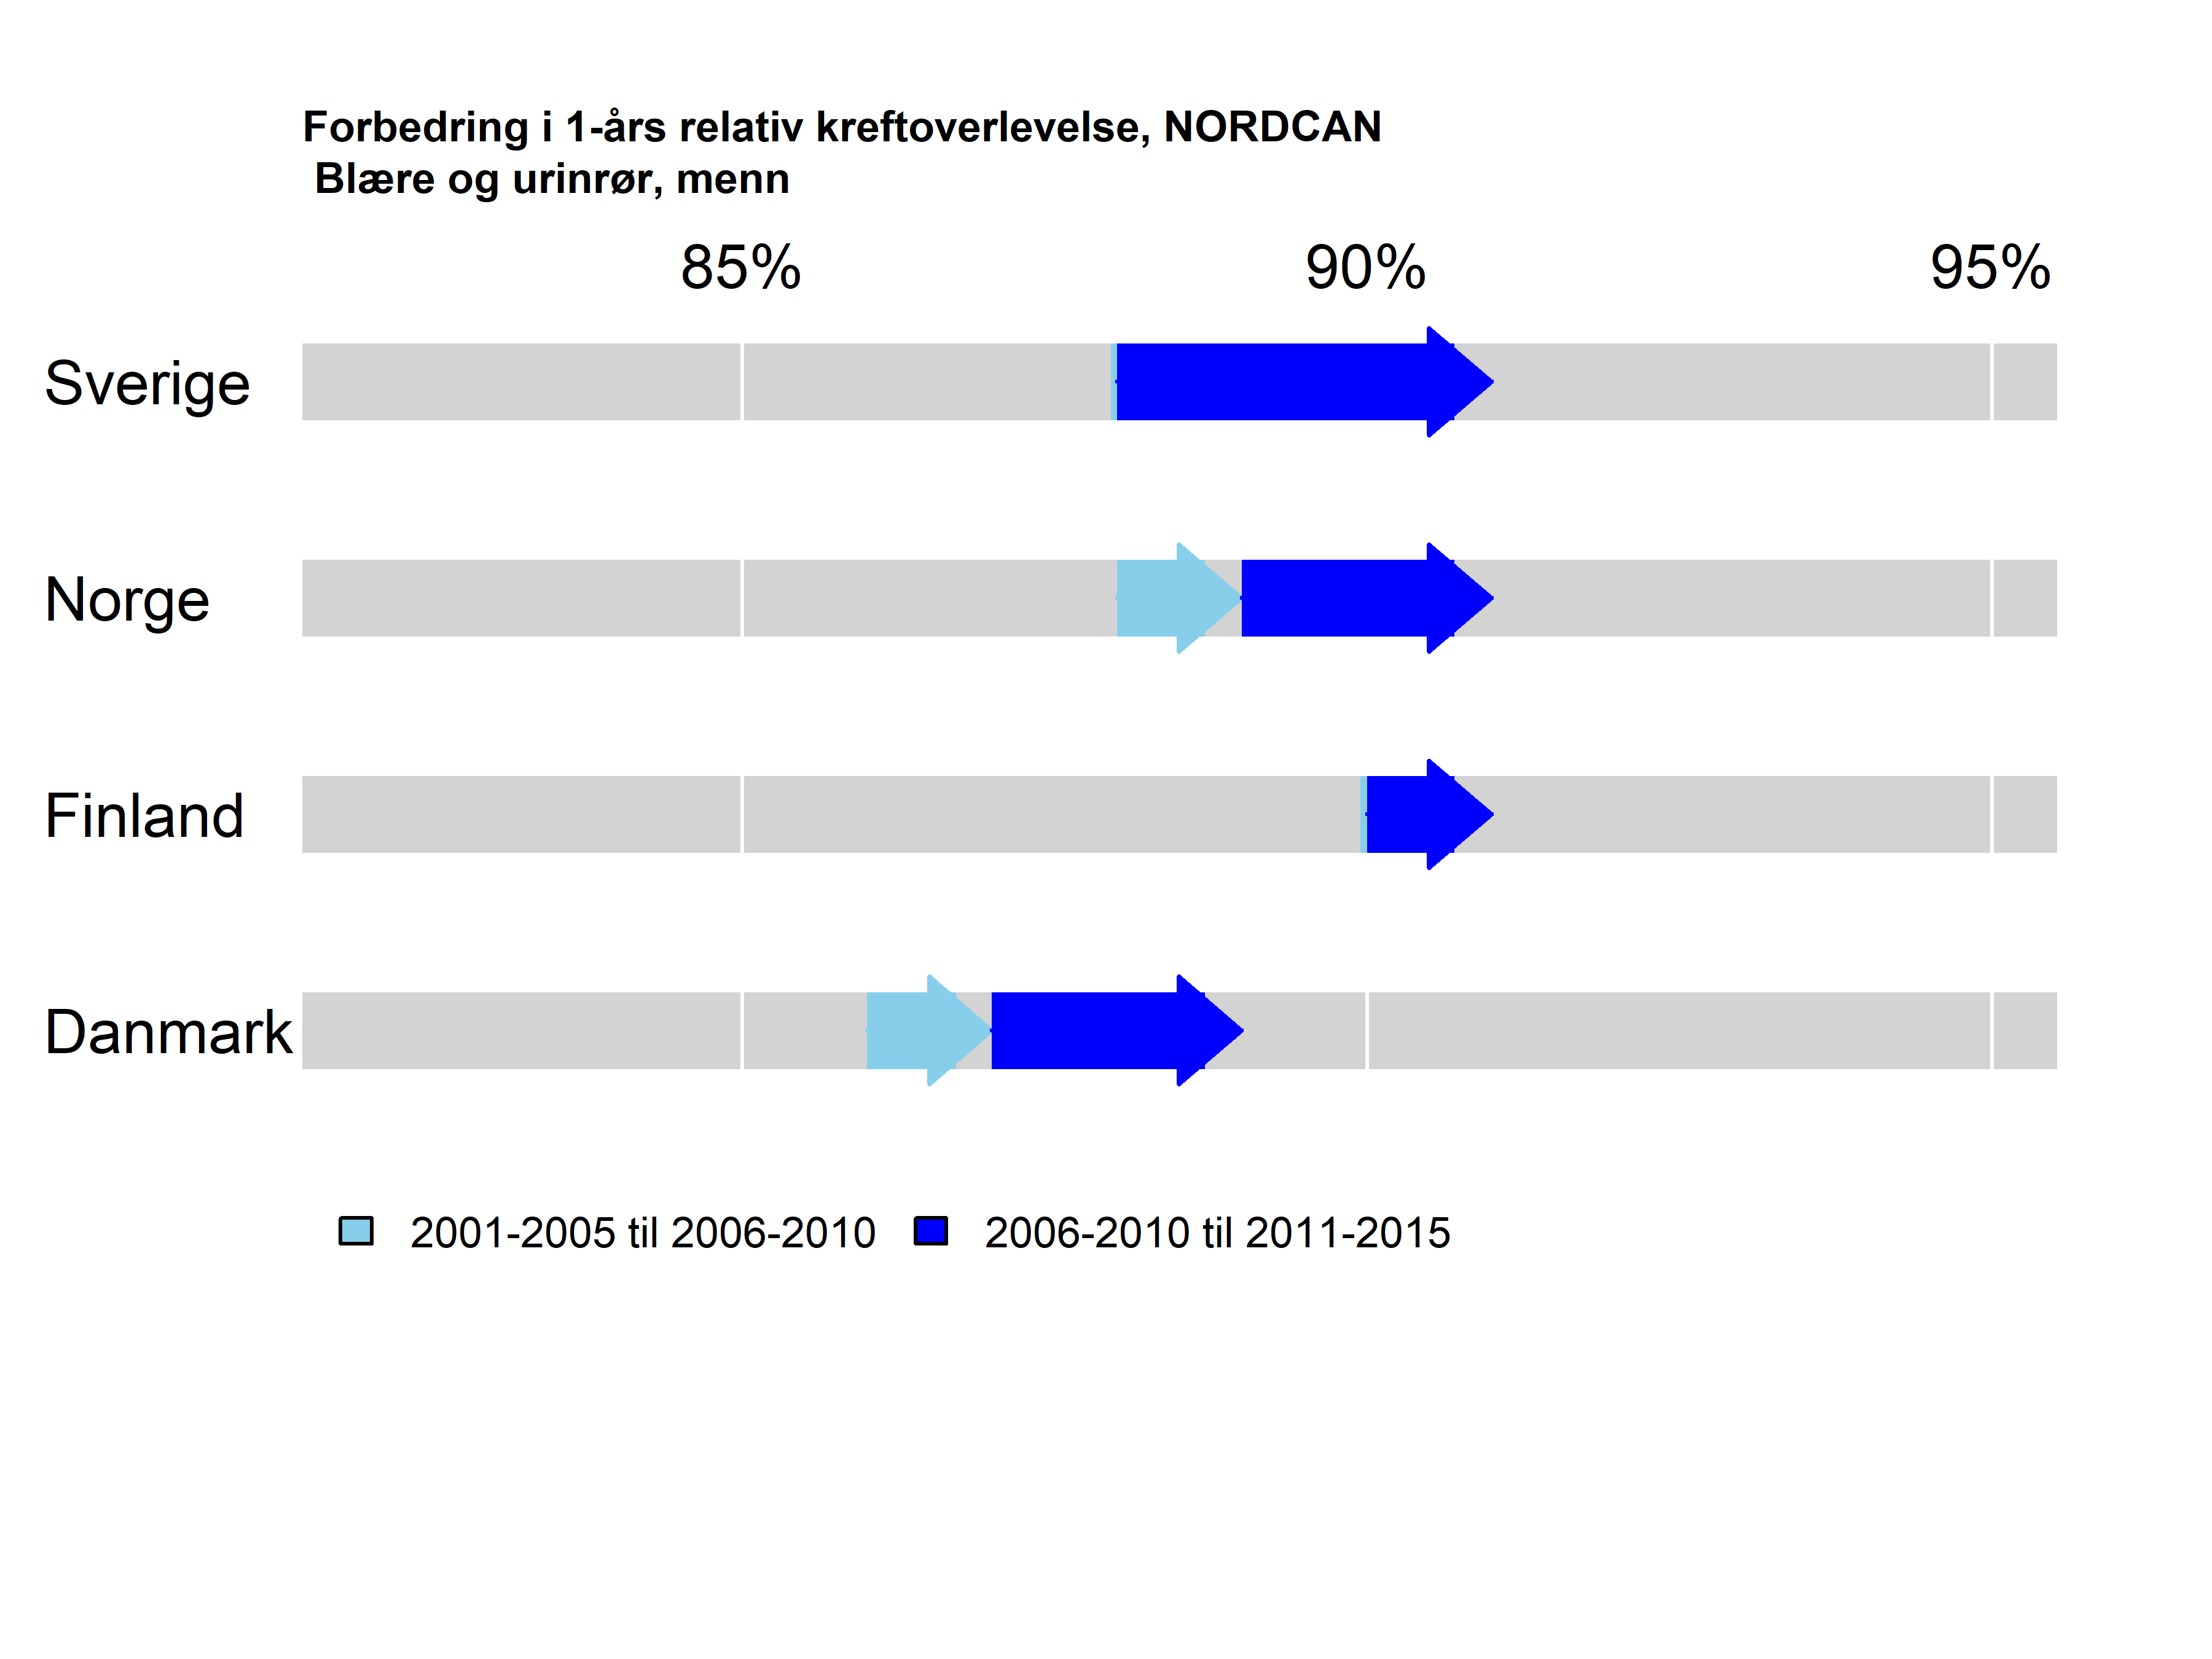 Forbedring i 1-års relativ kreftoverlevelse, NORDCAN
Blære og urinrør, menn
85% 90% 95%
Sverige
Norge
Finland
Danmark
2001-2005 til 2006-2010 2006-2010 til 2011-2015